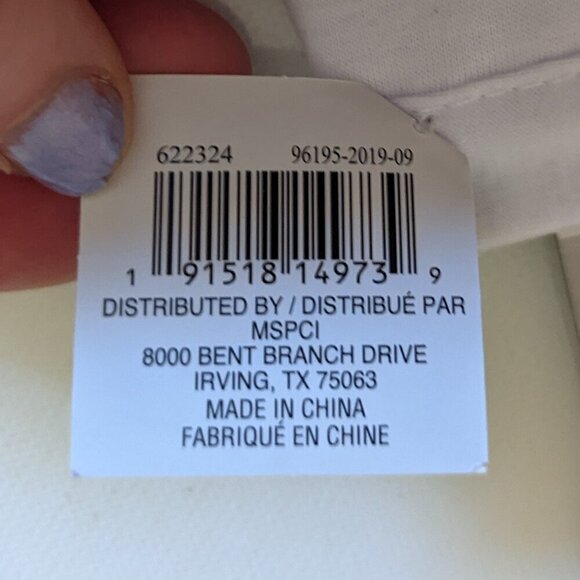 622324 96195-2019-09
1 91518 14973 9
DISTRIBUTED BY / DISTRIBUÉ PAR
MSPCI
8000 BENT BRANCH DRIVE
IRVING, TX 75063
MADE IN CHINA
FABRIQUÉ EN CHINE